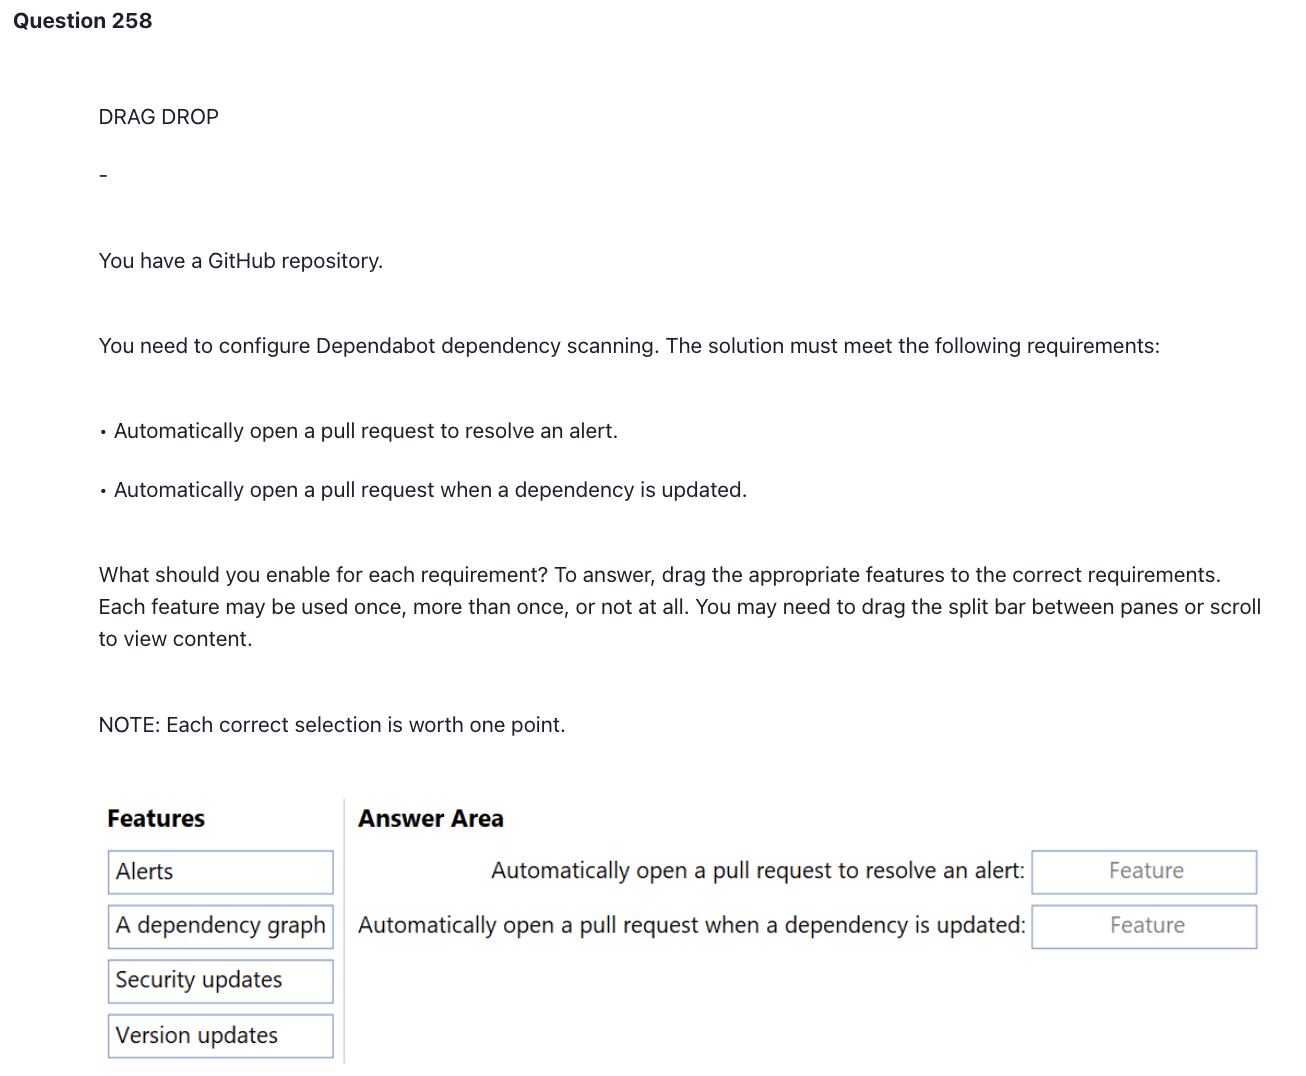 Question 258
DRAG DROP
-
You have a GitHub repository.
You need to configure Dependabot dependency scanning. The solution must meet the following requirements:
• Automatically open a pull request to resolve an alert.
• Automatically open a pull request when a dependency is updated.
What should you enable for each requirement? To answer, drag the appropriate features to the correct requirements.
Each feature may be used once, more than once, or not at all. You may need to drag the split bar between panes or scroll
to view content.
NOTE: Each correct selection is worth one point.
Features
Alerts
A dependency graph
Security updates
Version updates
Answer Area
Automatically open a pull request to resolve an alert: Feature
Automatically open a pull request when a dependency is updated: Feature